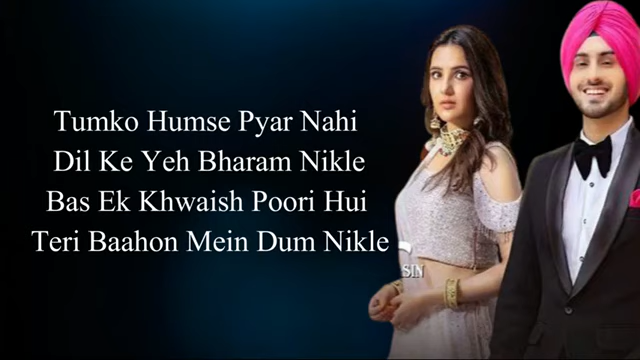 Tumko Humse Pyar Nahi
Dil Ke Yeh Bharam Nikle
Bas Ek Khwaish Poori Hui
Teri Baahon Mein Dum Nikle
SIN